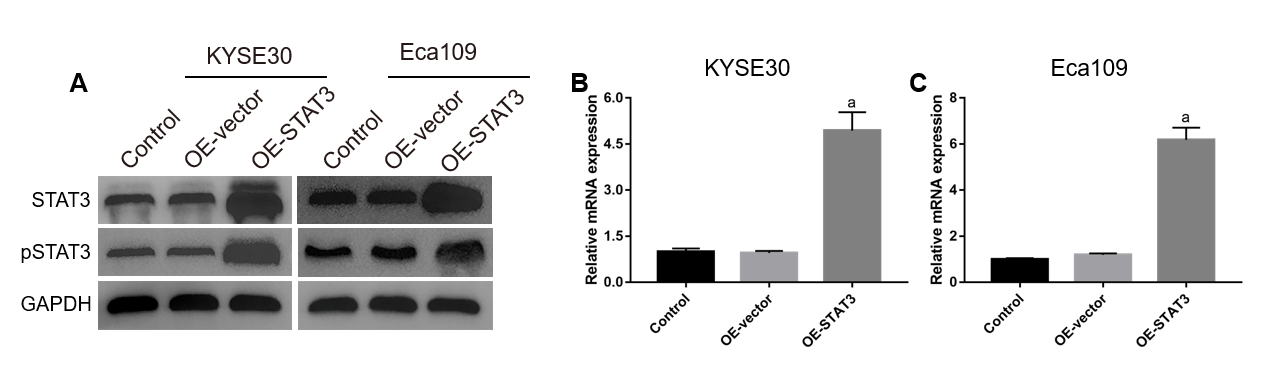 A
KYSE30
Eca109
Control
OE-vector
OE-STAT3
Control
OE-vector
OE-STAT3
STAT3
pSTAT3
GAPDH
B
KYSE30
Relative mRNA expression
6.0
4.5
3.0
1.5
0.0
a
Control
OE-vector
OE-STAT3
C
Eca109
Relative mRNA expression
8
6
4
2
0
a
Control
OE-vector
OE-STAT3